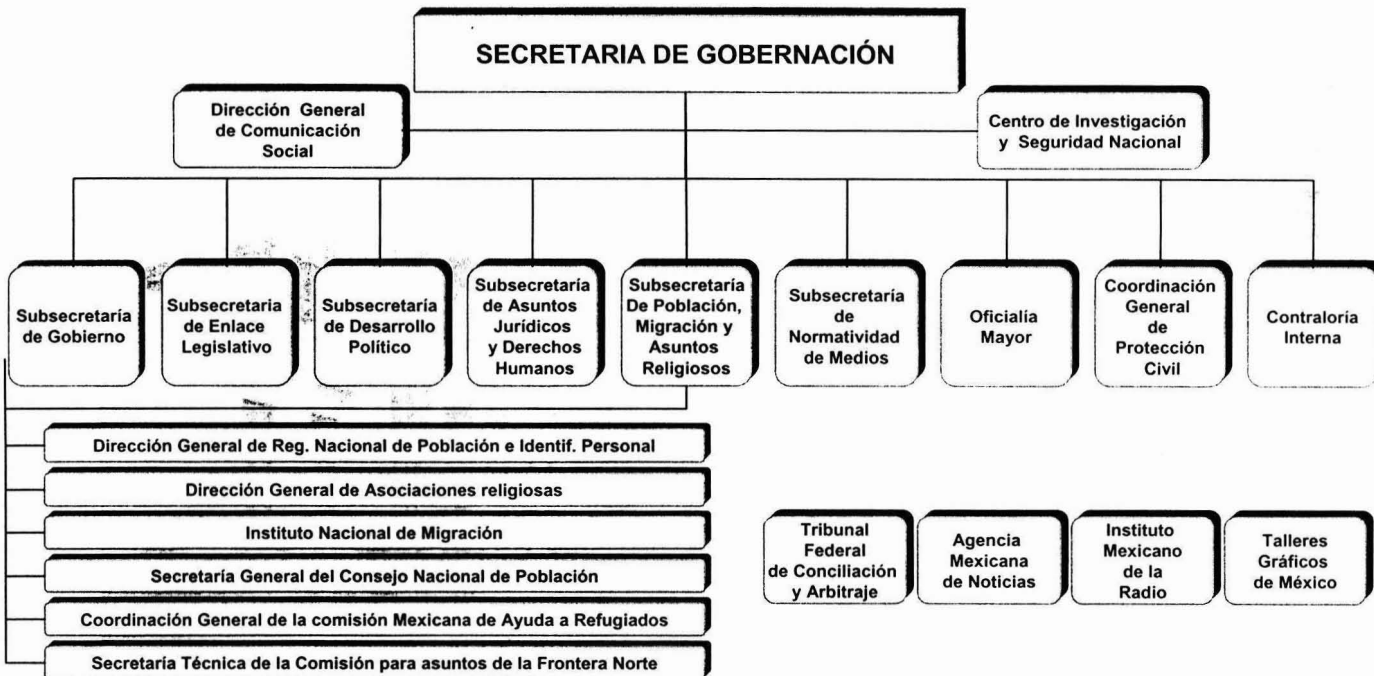 SECRETARIA DE GOBERNACIÓN
Dirección General
de Comunicación
Social
Centro de Investigación
y Seguridad Nacional
Subsecretaría
de Gobierno
Subsecretaria
de Enlace
Legislativo
Subsecretaría
de Desarrollo
Político
Subsecretaría
de Asuntos
Jurídicos
y Derechos
Humanos
Subsecretaría
De Población,
Migración y
Asuntos
Religiosos
Subsecretaría
de
Normatividad
de Medios
Oficialía
Mayor
Coordinación
General
de
Protección
Civil
Contraloría
Interna
Dirección General de Reg. Nacional de Población e Identif. Personal
Dirección General de Asociaciones religiosas
Instituto Nacional de Migración
Secretaría General del Consejo Nacional de Población
Coordinación General de la comisión Mexicana de Ayuda a Refugiados
Secretaría Técnica de la Comisión para asuntos de la Frontera Norte
Tribunal
Federal
de Conciliación
y Arbitraje
Agencia
Mexicana
de Noticias
Instituto
Mexicano
de la
Radio
Talleres
Gráficos
de México